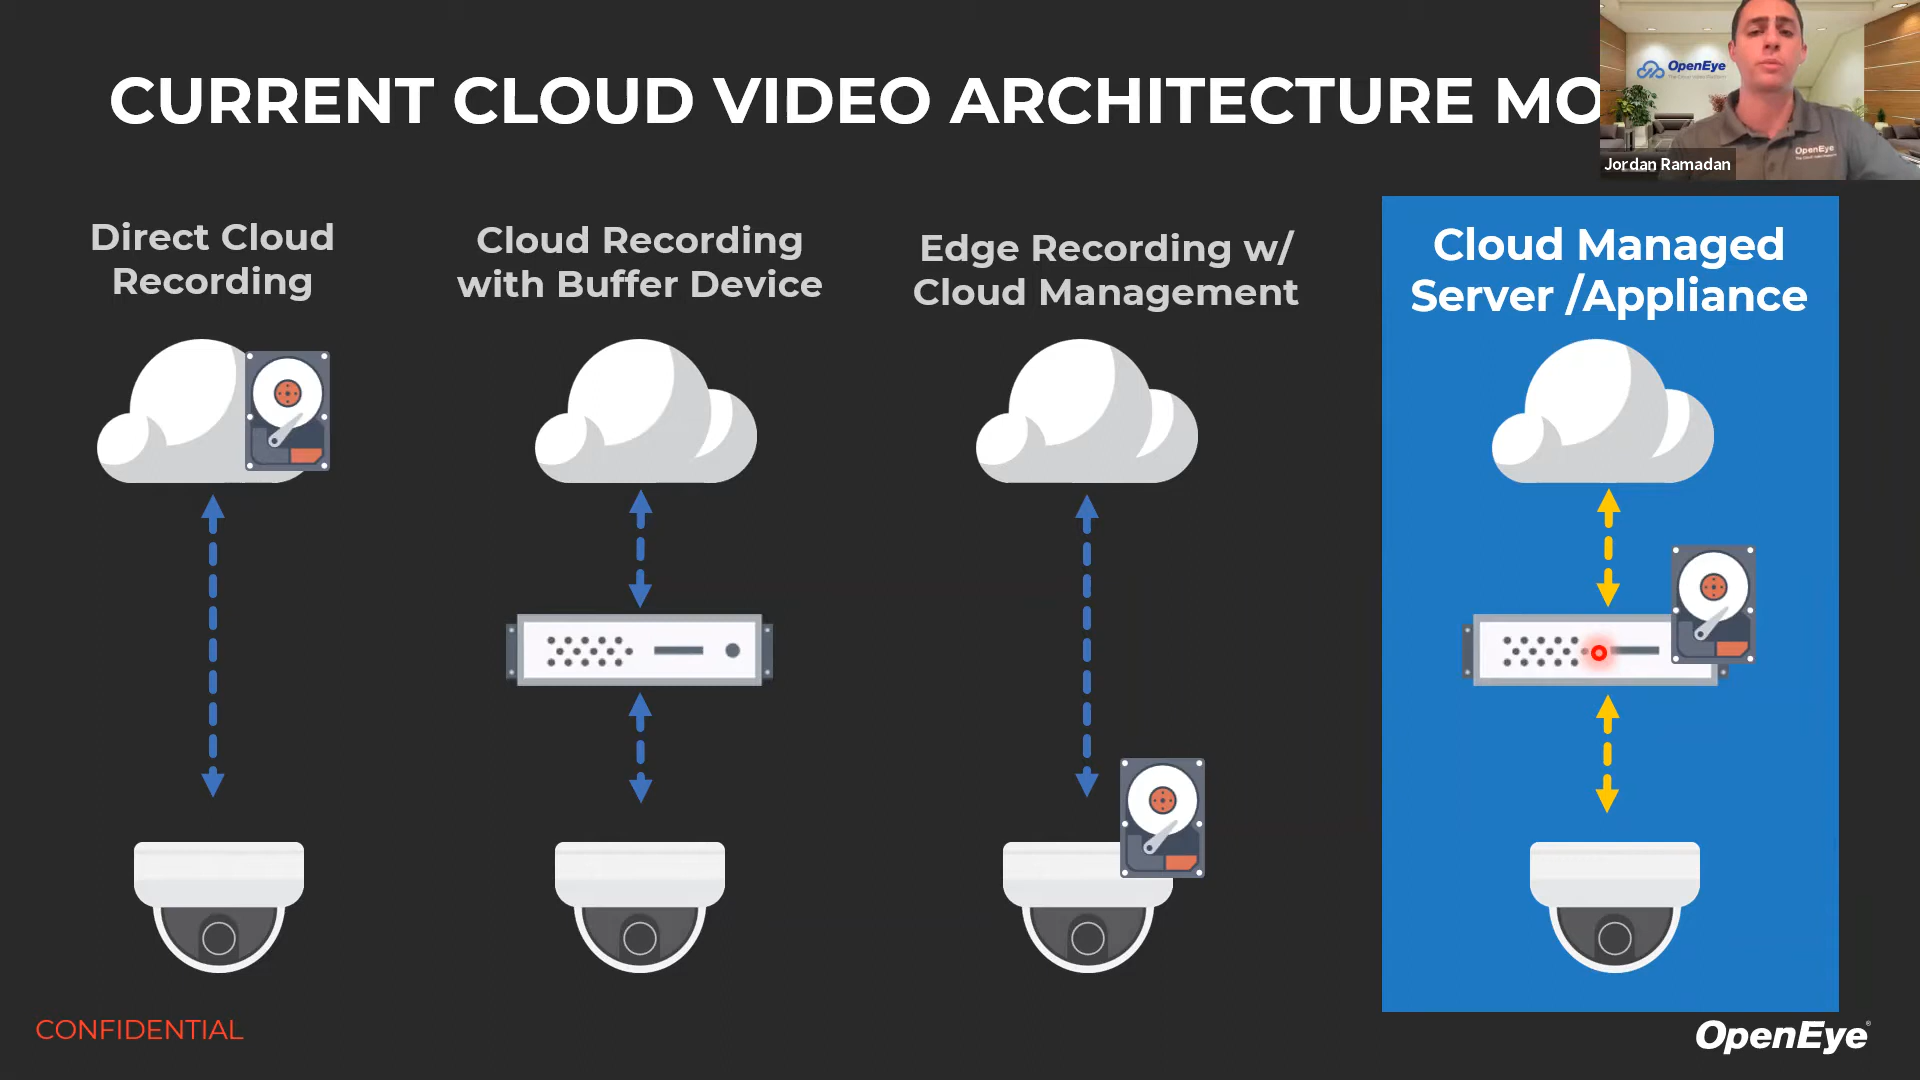 CURRENT CLOUD VIDEO ARCHITECTURE MO
OpenEye
OpenEye
Jordan Ramadan
Direct Cloud
Recording
Cloud Recording
with Buffer Device
Edge Recording w/
Cloud Management
Cloud Managed
Server /Appliance
CONFIDENTIAL
OpenEye®